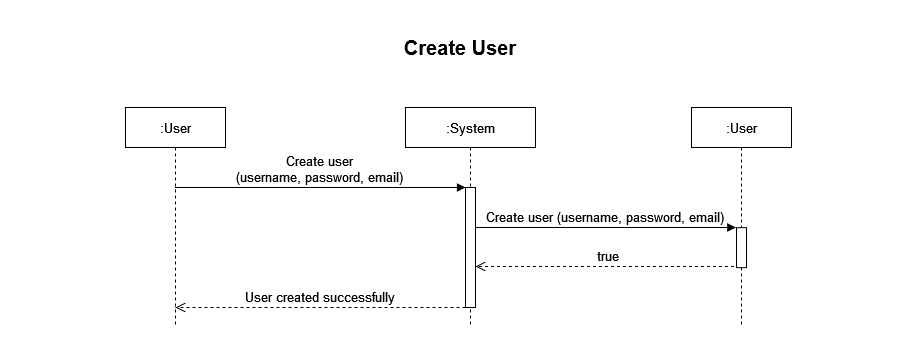 Create User
:User
:System
:User
Create user
(username, password, email)
Create user (username, password, email)
true
User created successfully